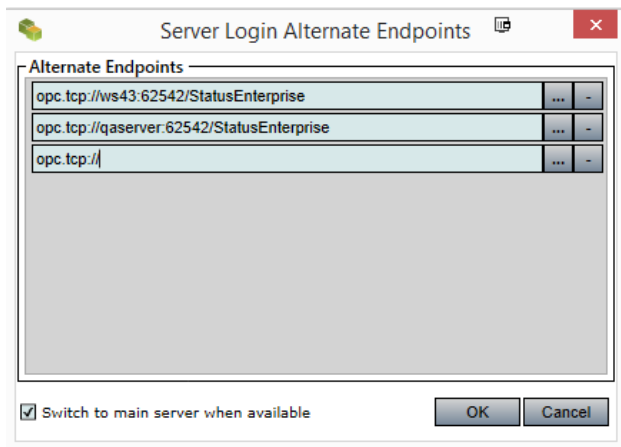 Server Login Alternate Endpoints
Alternate Endpoints
opc.tcp://ws43:62542/StatusEnterprise ... -
opc.tcp://qaserver:62542/StatusEnterprise ... -
opc.tcp:// ... -
Switch to main server when available OK Cancel